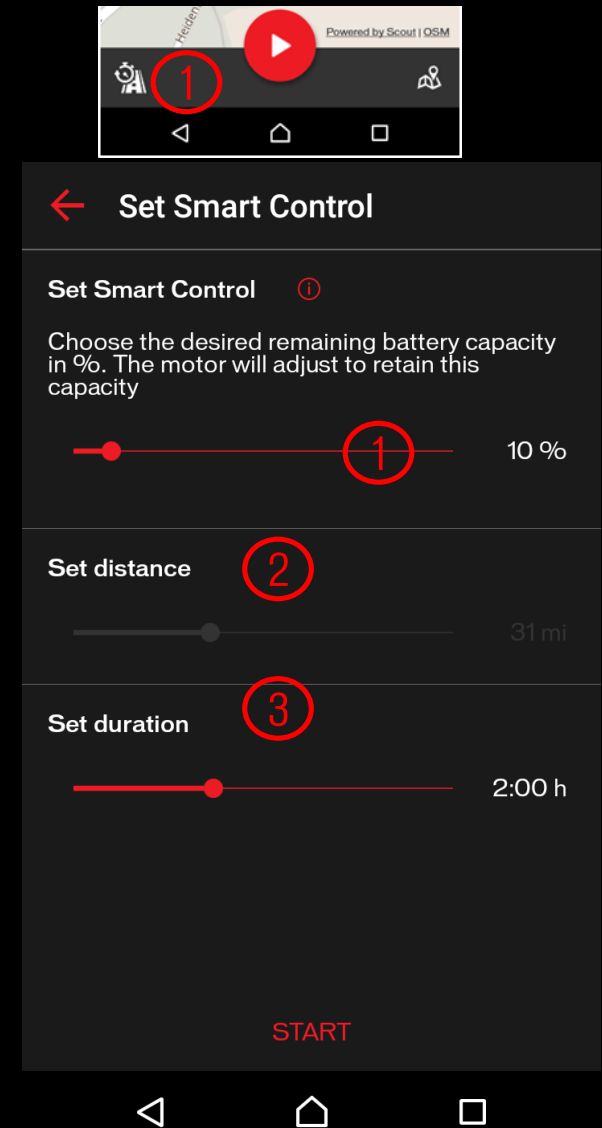 Heiden
Powered by Scout | OSM
1
Set Smart Control
Set Smart Control
Choose the desired remaining battery capacity
in %. The motor will adjust to retain this
capacity
1
10 %
Set distance
2
31 mi
3
Set duration
2:00 h
START